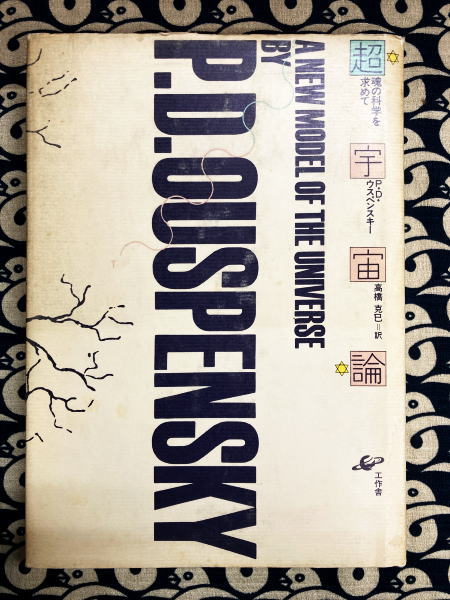 超宇宙論
魂の科学を
求めて
P・D・
ウスペンスキー
高橋克巳=訳
工作舎
A NEW MODEL OF THE UNIVERSE
BY
P.D.OUSPENSKY